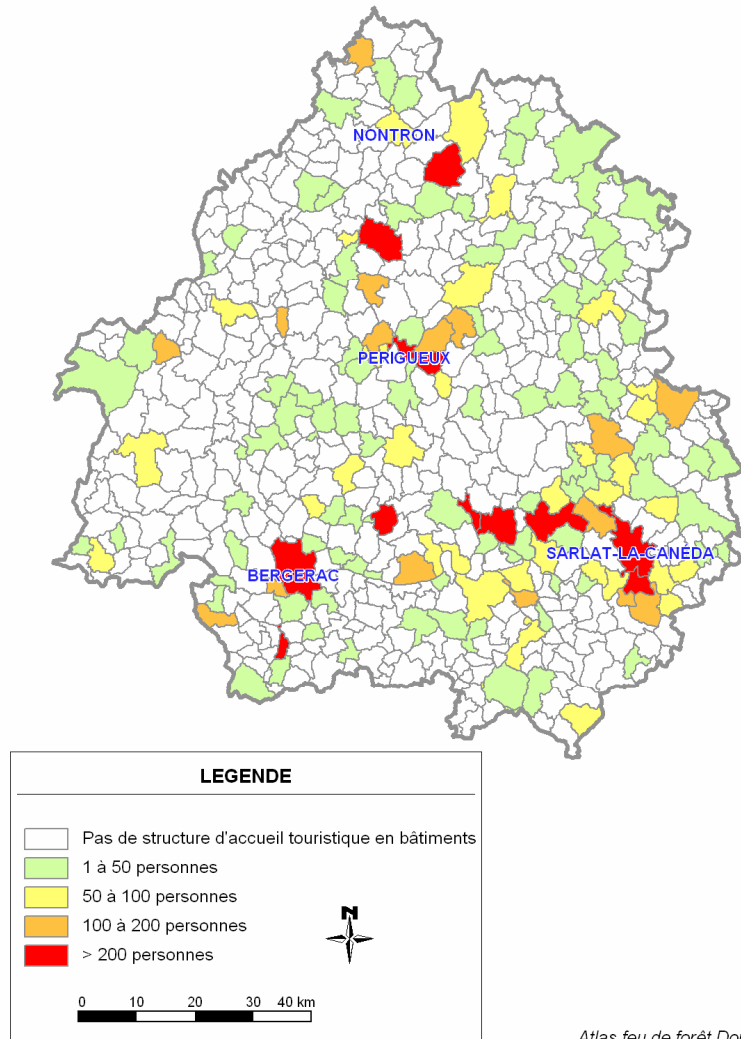 NONTRON
PERIGUEUX
SARLAT-LA-CANÉDA
BERGERAC
LEGENDE
Pas de structure d'accueil touristique en bâtiments
1 à 50 personnes
50 à 100 personnes
100 à 200 personnes
> 200 personnes
N
0 10 20 30 40 km
Atlas feu de forêt